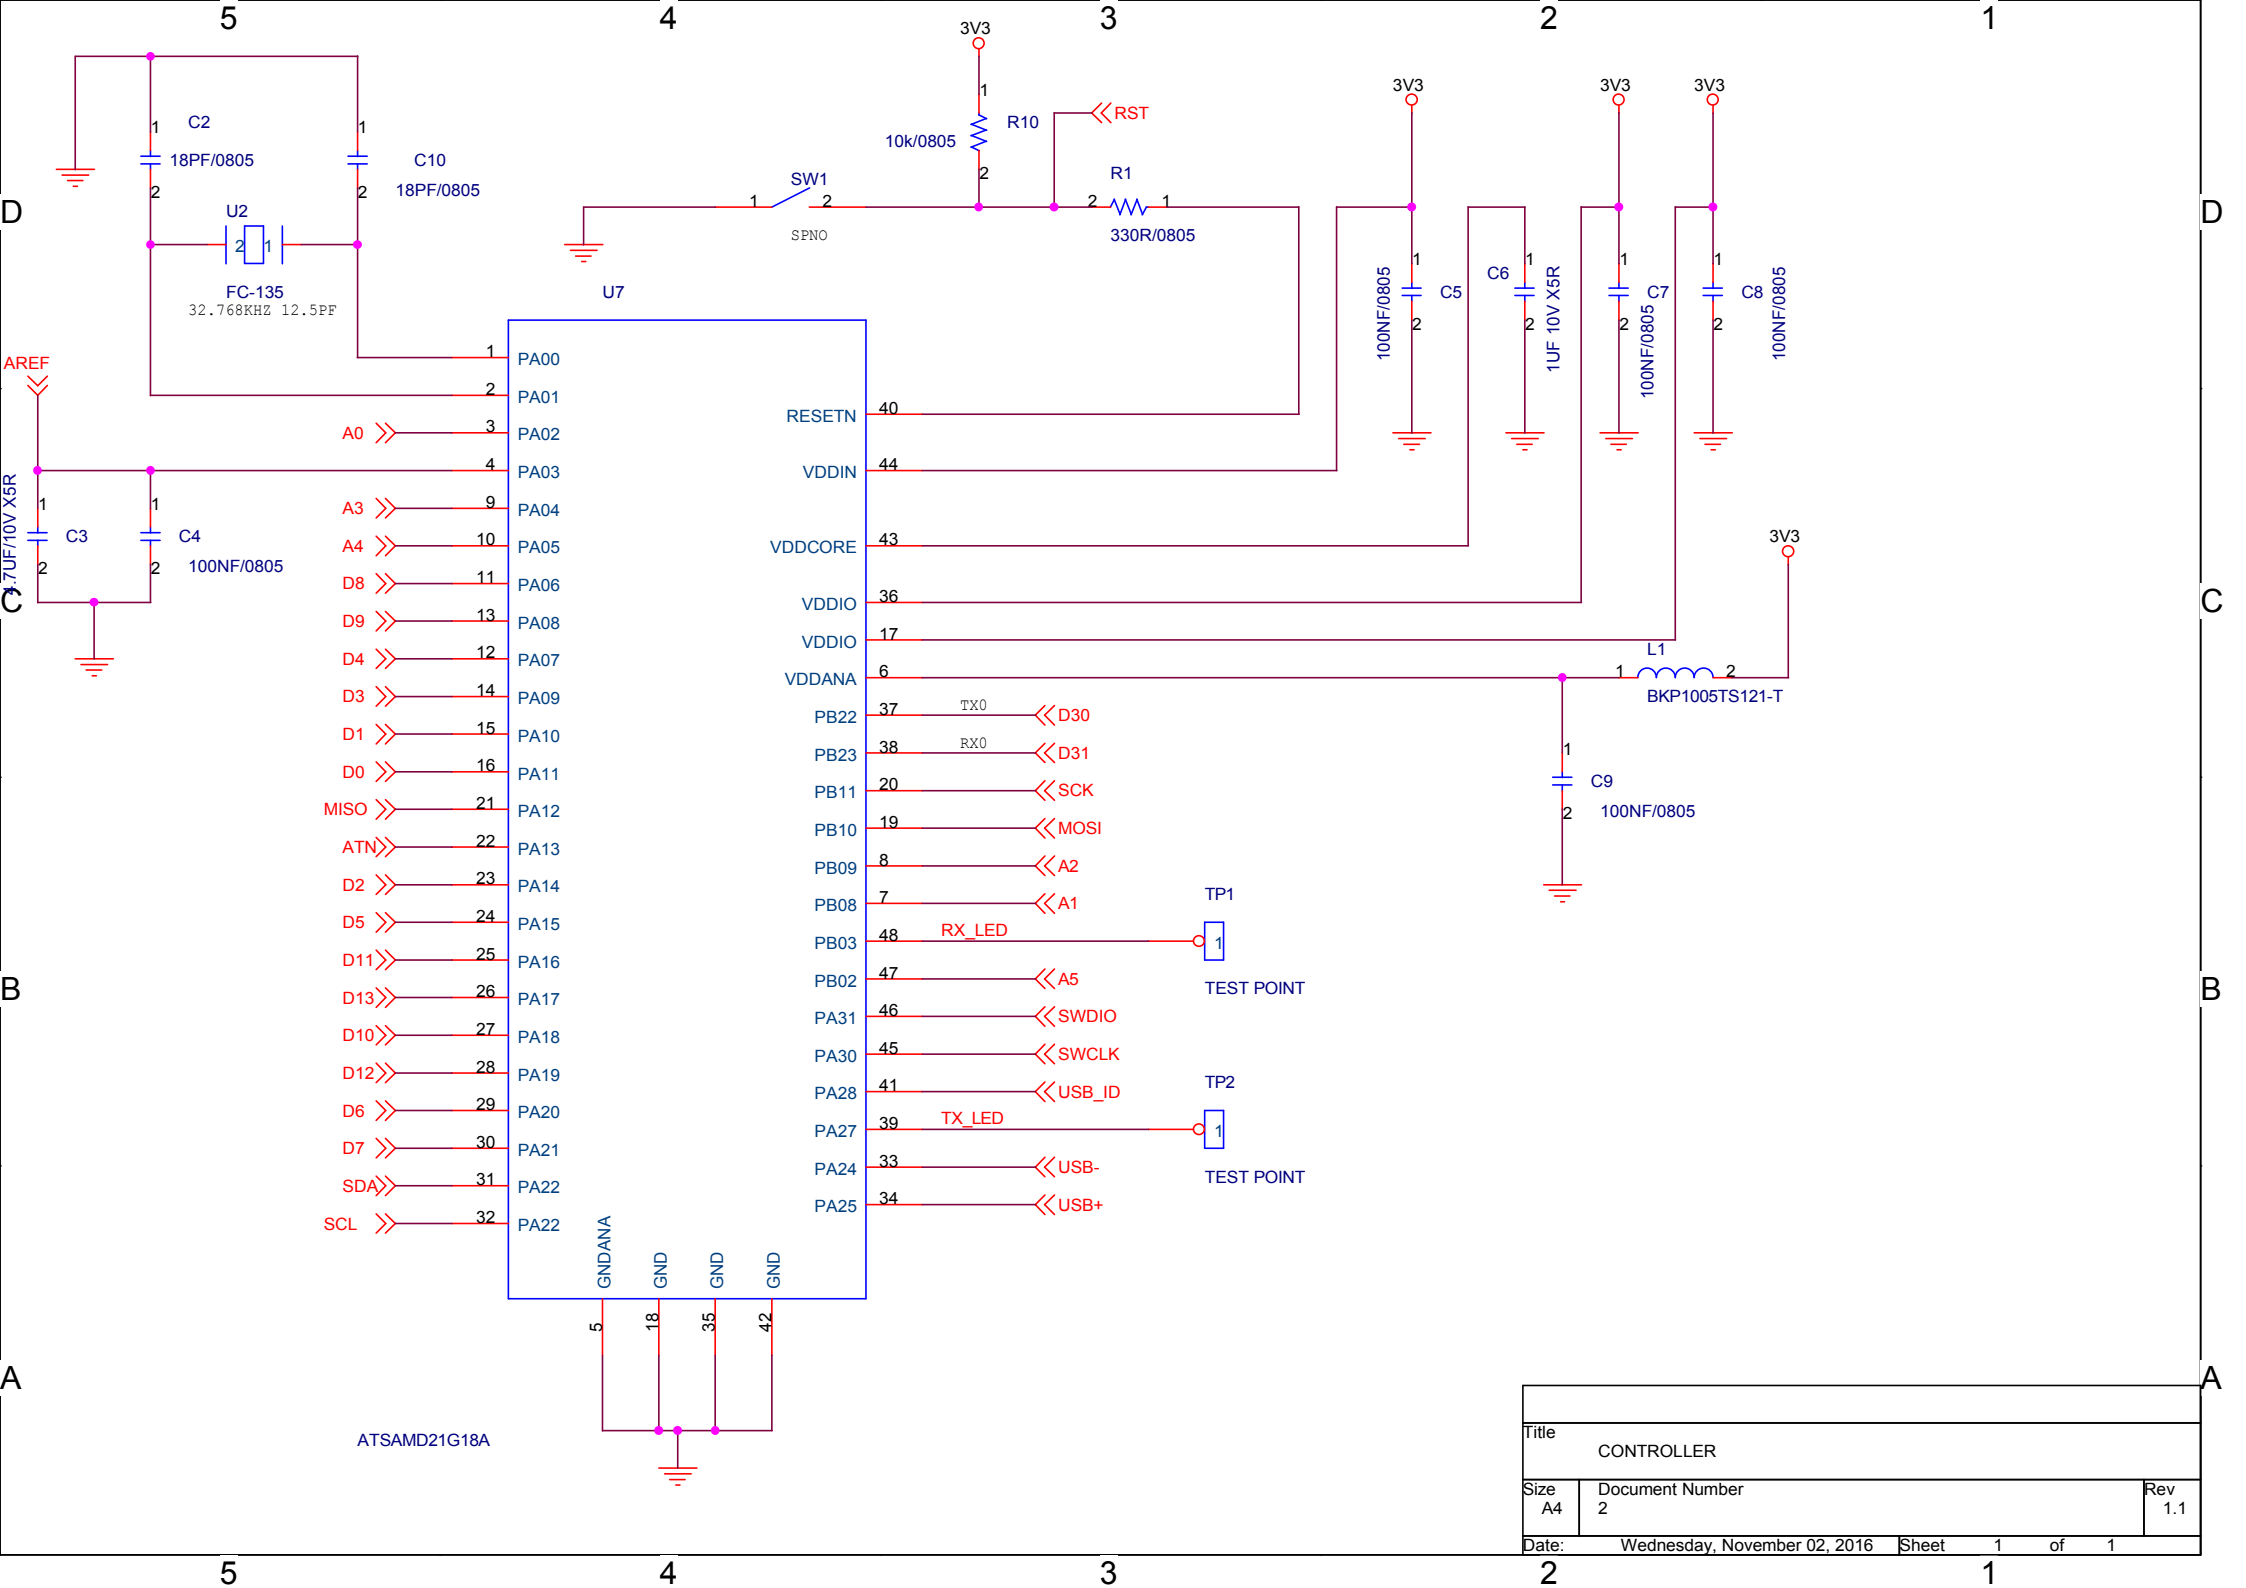 5 4 3 2 1
3V3
3V3 3V3 3V3
1
C2
1
18PF/0805
2
1
C10
18PF/0805
2
U2
2 1
FC-135
32.768KHZ 12.5PF
1
R10
10k/0805
2
RST
SW1
1 2
SPNO
R1
2 1
330R/0805
D D
1
C5
100NF/0805
2
1
C6
1UF 10V X5R
2
1
C7
100NF/0805
2
1
C8
100NF/0805
2
U7
AREF
1 PA00
2 PA01
A0 3 PA02
4 PA03
A3 9 PA04
A4 10 PA05
D8 11 PA06
D9 13 PA08
D4 12 PA07
D3 14 PA09
D1 15 PA10
D0 16 PA11
MISO 21 PA12
ATN 22 PA13
D2 23 PA14
D5 24 PA15
D11 25 PA16
D13 26 PA17
D10 27 PA18
D12 28 PA19
D6 29 PA20
D7 30 PA21
SDA 31 PA22
SCL 32 PA22
4.7UF/10V X5R
1
C3
2
1
C4
100NF/0805
2
C C
RESETN 40
VDDIN 44
VDDCORE 43
VDDIO 36
VDDIO 17
VDDANA 6
PB22 37 TX0 D30
PB23 38 RX0 D31
PB11 20 SCK
PB10 19 MOSI
PB09 8 A2
PB08 7 A1
PB03 48 RX_LED
PB02 47 A5
PA31 46 SWDIO
PA30 45 SWCLK
PA28 41 USB_ID
PA27 39 TX_LED
PA24 33 USB-
PA25 34 USB+
3V3
L1
1 2
BKP1005TS121-T
1
C9
100NF/0805
2
TP1
1
TEST POINT
TP2
1
TEST POINT
B B
GNDANA GND GND GND
5 18 35 42
A A
ATSAMD21G18A
Title
CONTROLLER
Size Document Number Rev
A4 2 1.1
Date: Wednesday, November 02, 2016 Sheet 1 of 1
5 4 3 2 1